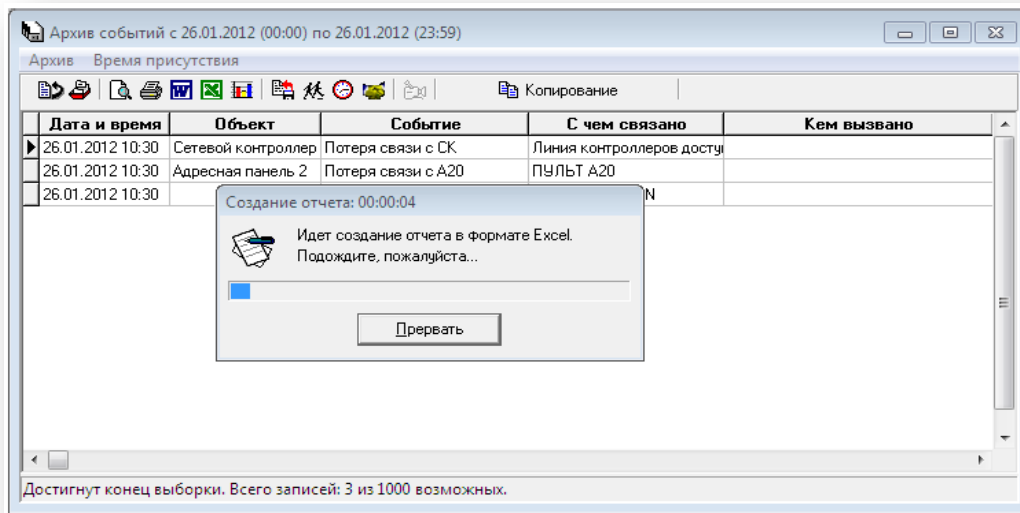 Архив событий с 26.01.2012 (00:00) по 26.01.2012 (23:59)
Архив Время присутствия
Копирование
Дата и время Объект Событие С чем связано Кем вызвано
26.01.2012 10:30 Сетевой контроллер Потеря связи с СК Линия контроллеров досту
26.01.2012 10:30 Адресная панель 2 Потеря связи с А20 ПУЛЬТ А20
26.01.2012 10:30 N
Создание отчета: 00:00:04
Идет создание отчета в формате Excel.
Подождите, пожалуйста...
Прервать
Достигнут конец выборки. Всего записей: 3 из 1000 возможных.